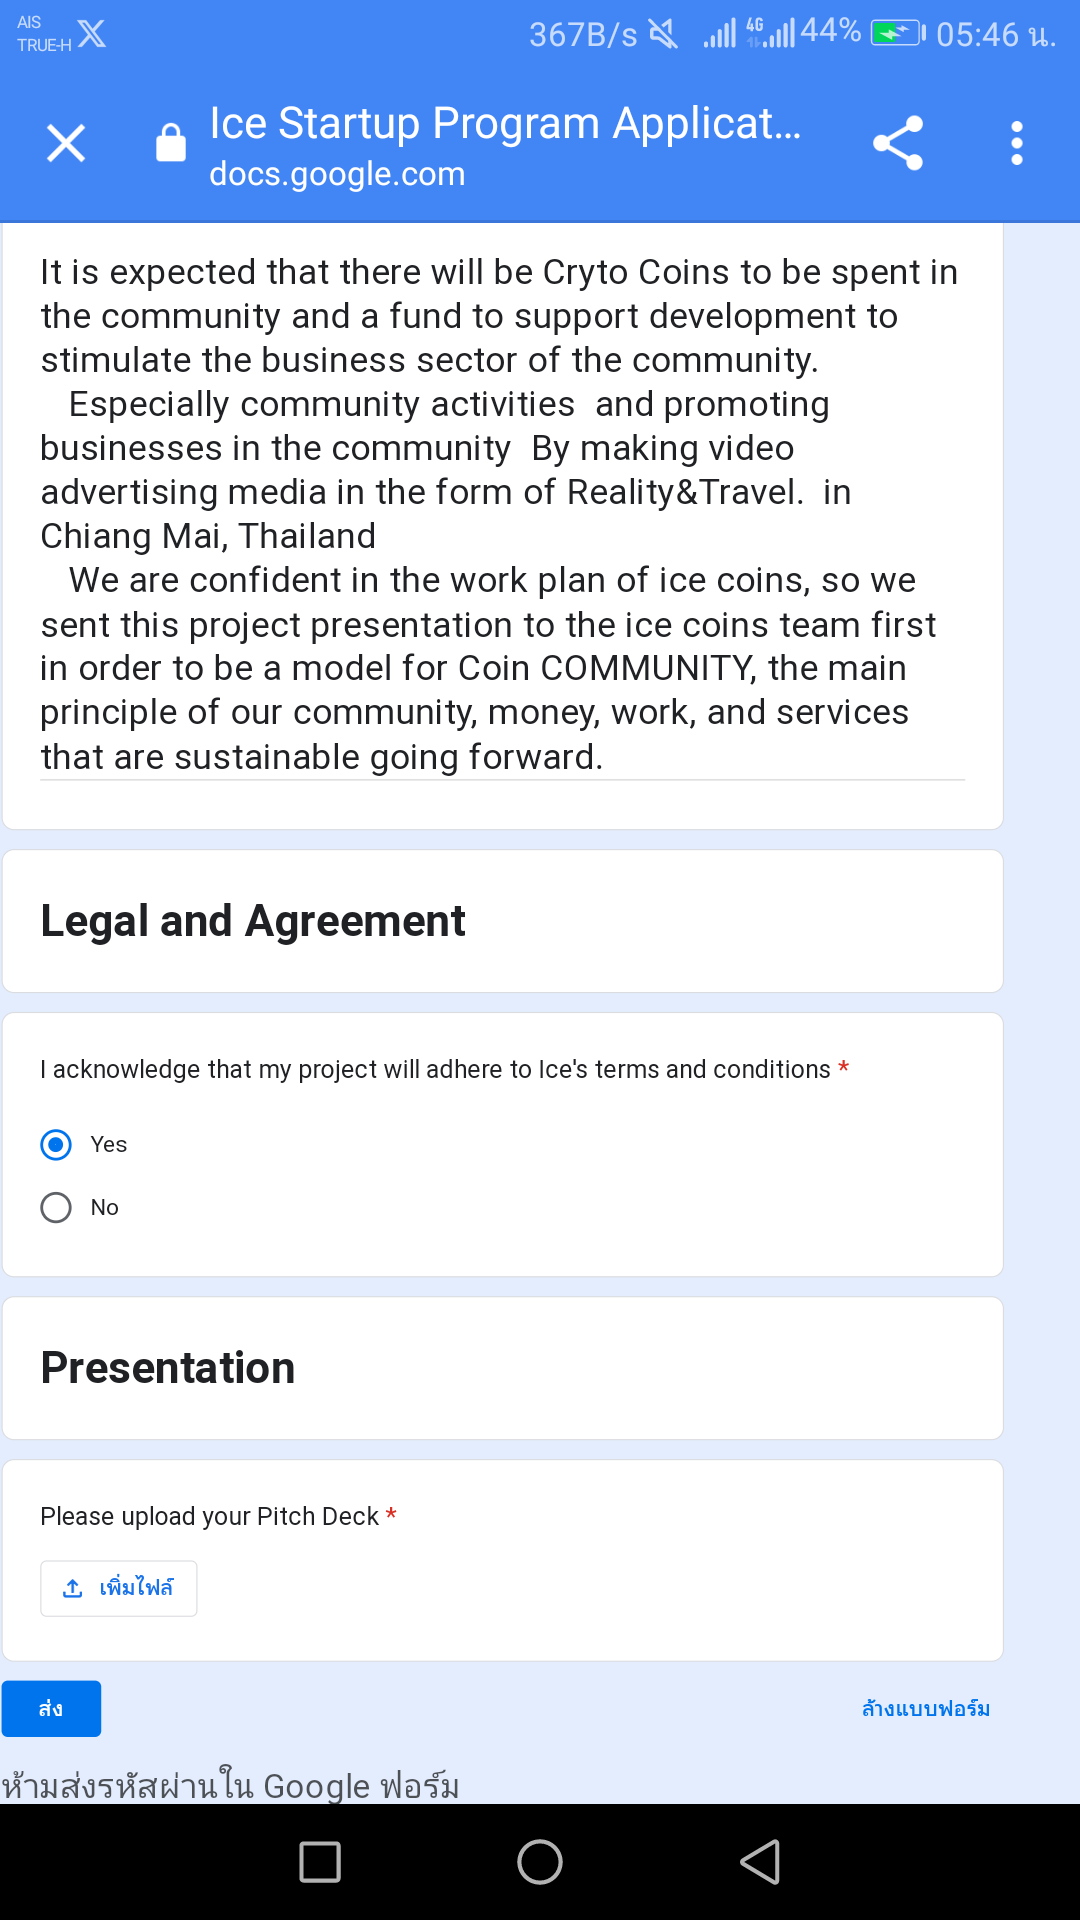 AIS
TRUE-H
367B/s 4G 44% 05:46 น.
Ice Startup Program Applicat...
docs.google.com
It is expected that there will be Cryto Coins to be spent in
the community and a fund to support development to
stimulate the business sector of the community.
Especially community activities  and promoting
businesses in the community  By making video
advertising media in the form of Reality&Travel.  in
Chiang Mai, Thailand
We are confident in the work plan of ice coins, so we
sent this project presentation to the ice coins team first
in order to be a model for Coin COMMUNITY, the main
principle of our community, money, work, and services
that are sustainable going forward.
Legal and Agreement
I acknowledge that my project will adhere to Ice's terms and conditions *
Yes
No
Presentation
Please upload your Pitch Deck *
เพิ่มไฟล์
ส่ง
ล้างแบบฟอร์ม
ห้ามส่งรหัสผ่านใน Google ฟอร์ม